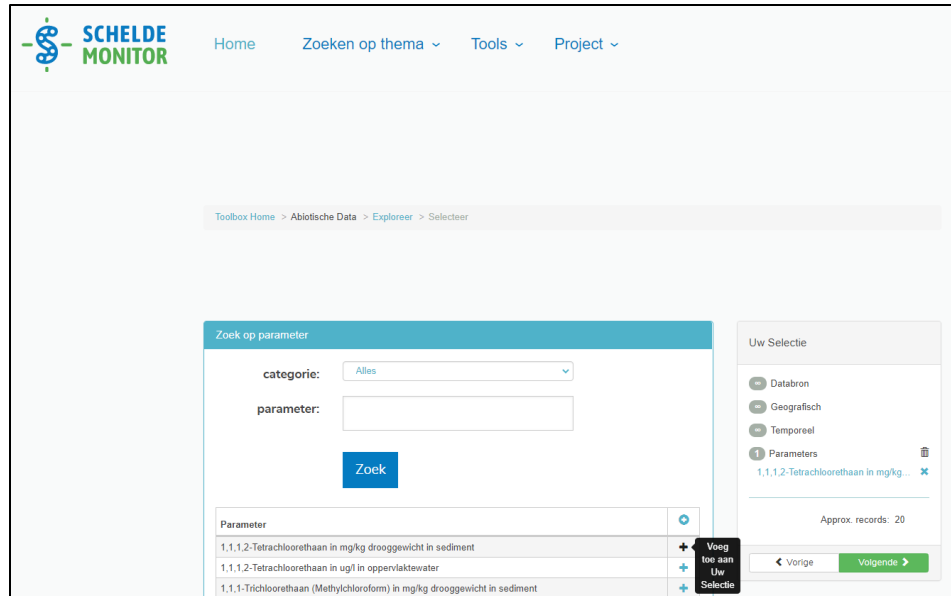 SCHELDE
MONITOR
Home Zoeken op thema Tools Project
Toolbox Home > Abiotische Data > Exploreer > Selecteer
Zoek op parameter
categorie: Alles
parameter:
Zoek
Parameter
1,1,1,2-Tetrachloorethaan in mg/kg drooggewicht in sediment
1,1,1,2-Tetrachloorethaan in ug/l in oppervlaktewater
1,1,1-Trichloorethaan (Methylchloroform) in mg/kg drooggewicht in sediment
Voeg
toe aan
Uw
Selectie
Uw Selectie
∞ Databron
∞ Geografisch
∞ Temporeel
1 Parameters
1,1,1,2-Tetrachloorethaan in mg/kg...
Approx. records: 20
Vorige Volgende